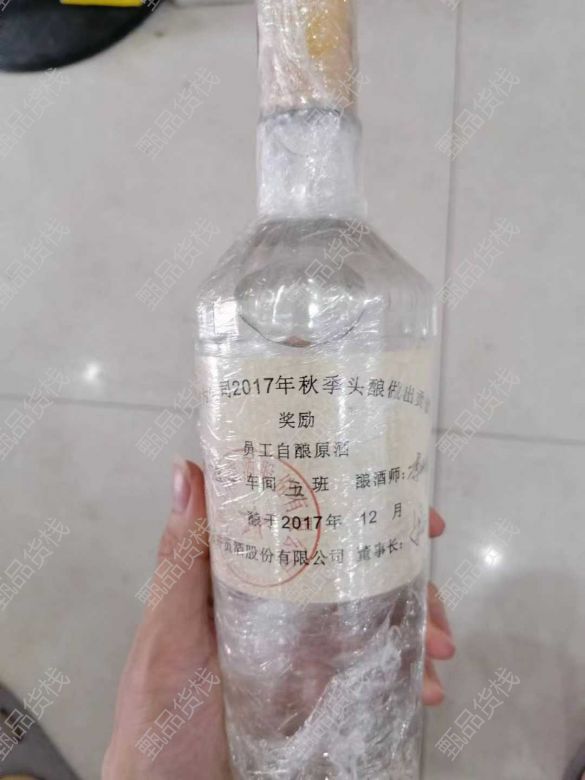 司2017年秋季头酿做出贡
奖励
员工自酿原酒
车间 五 班 酿酒师:
酿于2017年 12 月
贡酒股份有限公司 董事长:
甄品货栈